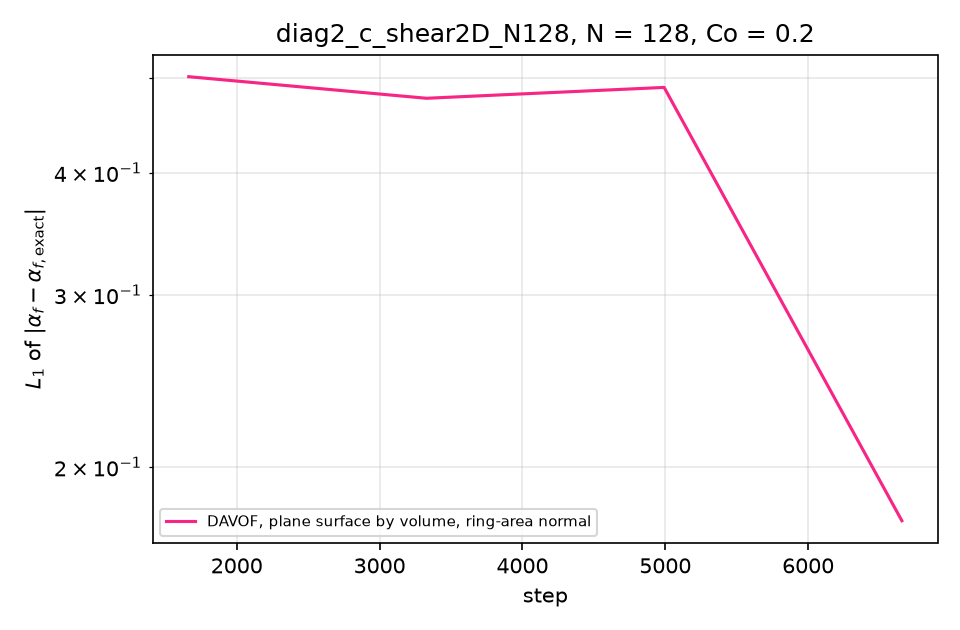 diag2_c_shear2D_N128, N = 128, Co = 0.2
L₁ of |α_f − α_{f,exact}|
4 × 10⁻¹
3 × 10⁻¹
2 × 10⁻¹
DAVOF, plane surface by volume, ring-area normal
2000 3000 4000 5000 6000
step